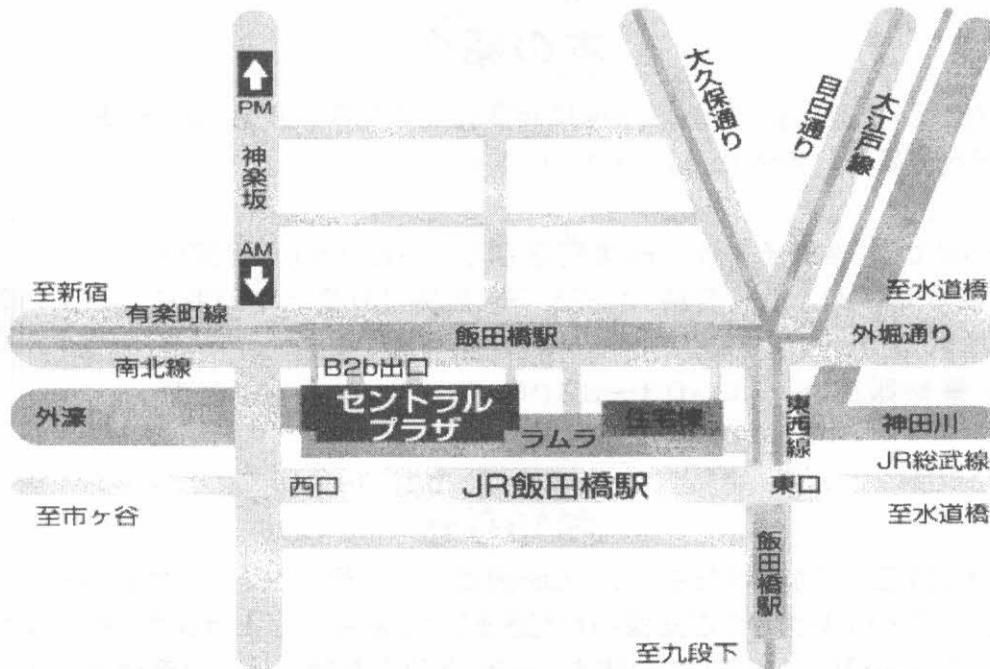 PM
神楽坂
AM
大久保通り
目白通り
大江戸線
至新宿
有楽町線
飯田橋駅
至水道橋
外堀通り
南北線
B2b出口
外濠
セントラル
プラザ
ラムラ
住宅棟
東西線
神田川
JR総武線
西口
JR飯田橋駅
東口
至市ヶ谷
至水道橋
飯田橋駅
至九段下